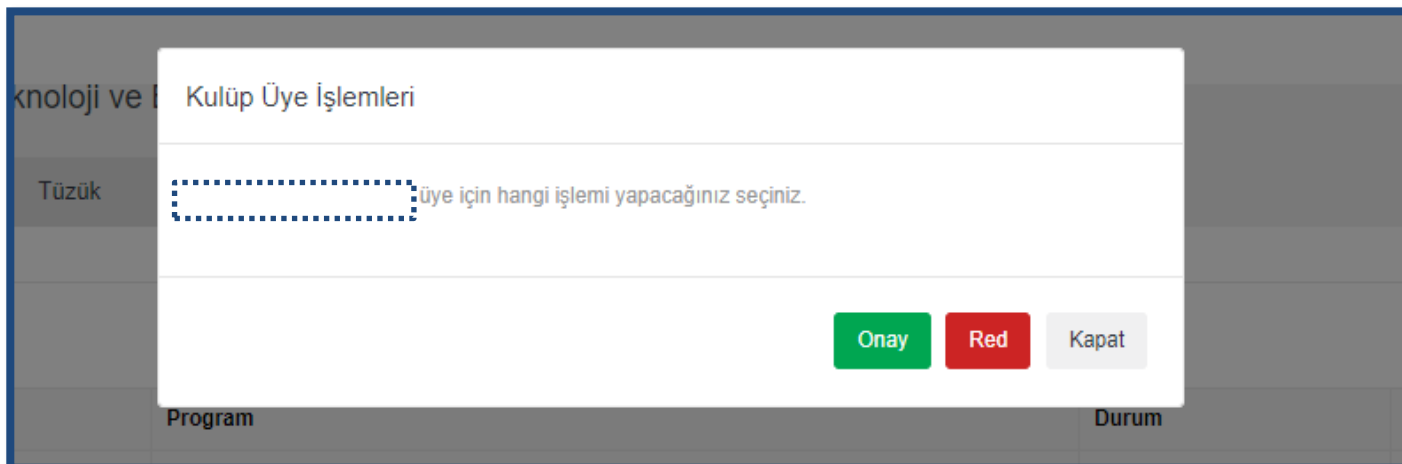 knoloji ve
Kulüp Üye İşlemleri
Tüzük
üye için hangi işlemi yapacağınız seçiniz.
Onay
Red
Kapat
Program
Durum